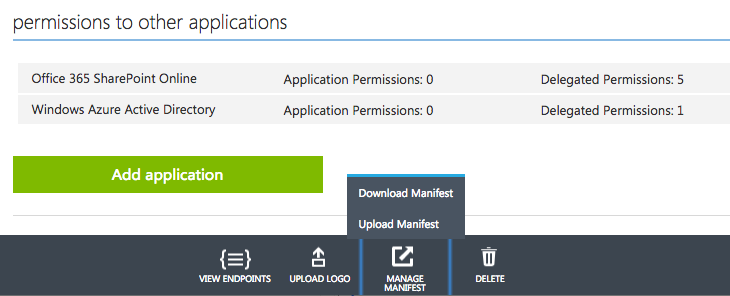 permissions to other applications
Office 365 SharePoint Online Application Permissions: 0 Delegated Permissions: 5
Windows Azure Active Directory Application Permissions: 0 Delegated Permissions: 1
Add application
Download Manifest
Upload Manifest
VIEW ENDPOINTS
UPLOAD LOGO
MANAGE
MANIFEST
DELETE